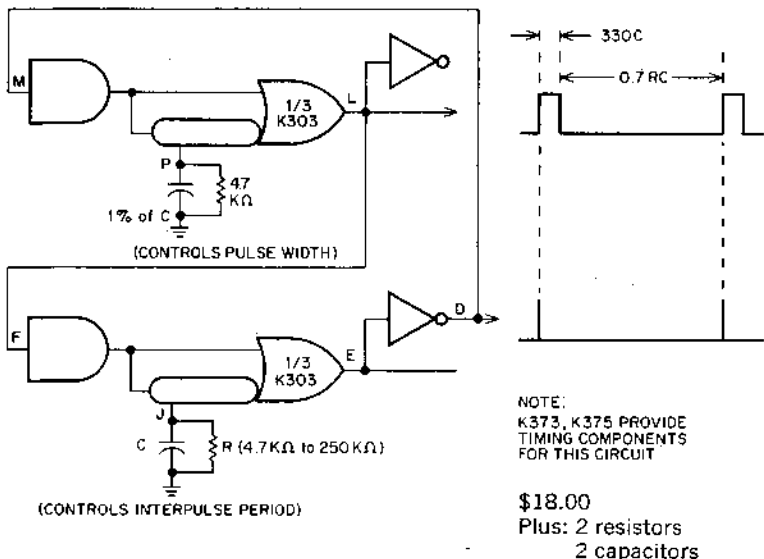 M
1/3
K303
L
P
4.7
KΩ
1% of C
(CONTROLS PULSE WIDTH)
F
1/3
K303
E
D
J
C
R (4.7KΩ to 250KΩ)
(CONTROLS INTERPULSE PERIOD)
330C
0.7 RC
NOTE:
K373, K375 PROVIDE
TIMING COMPONENTS
FOR THIS CIRCUIT
$18.00
Plus: 2 resistors
2 capacitors